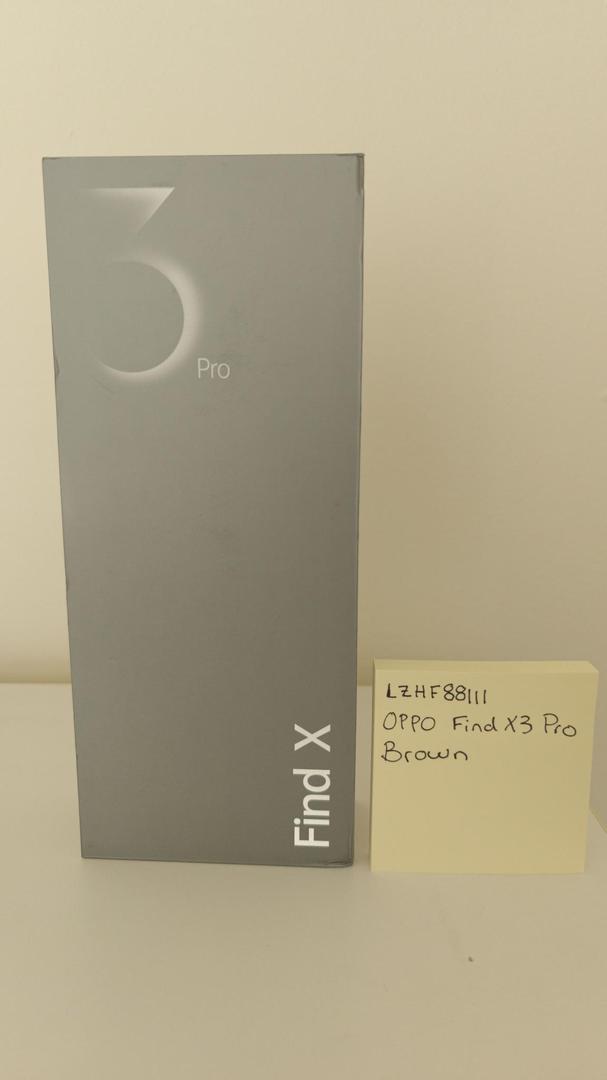 3
Pro
Find X
LZHF88111
OPPO Find X3 Pro
Brown